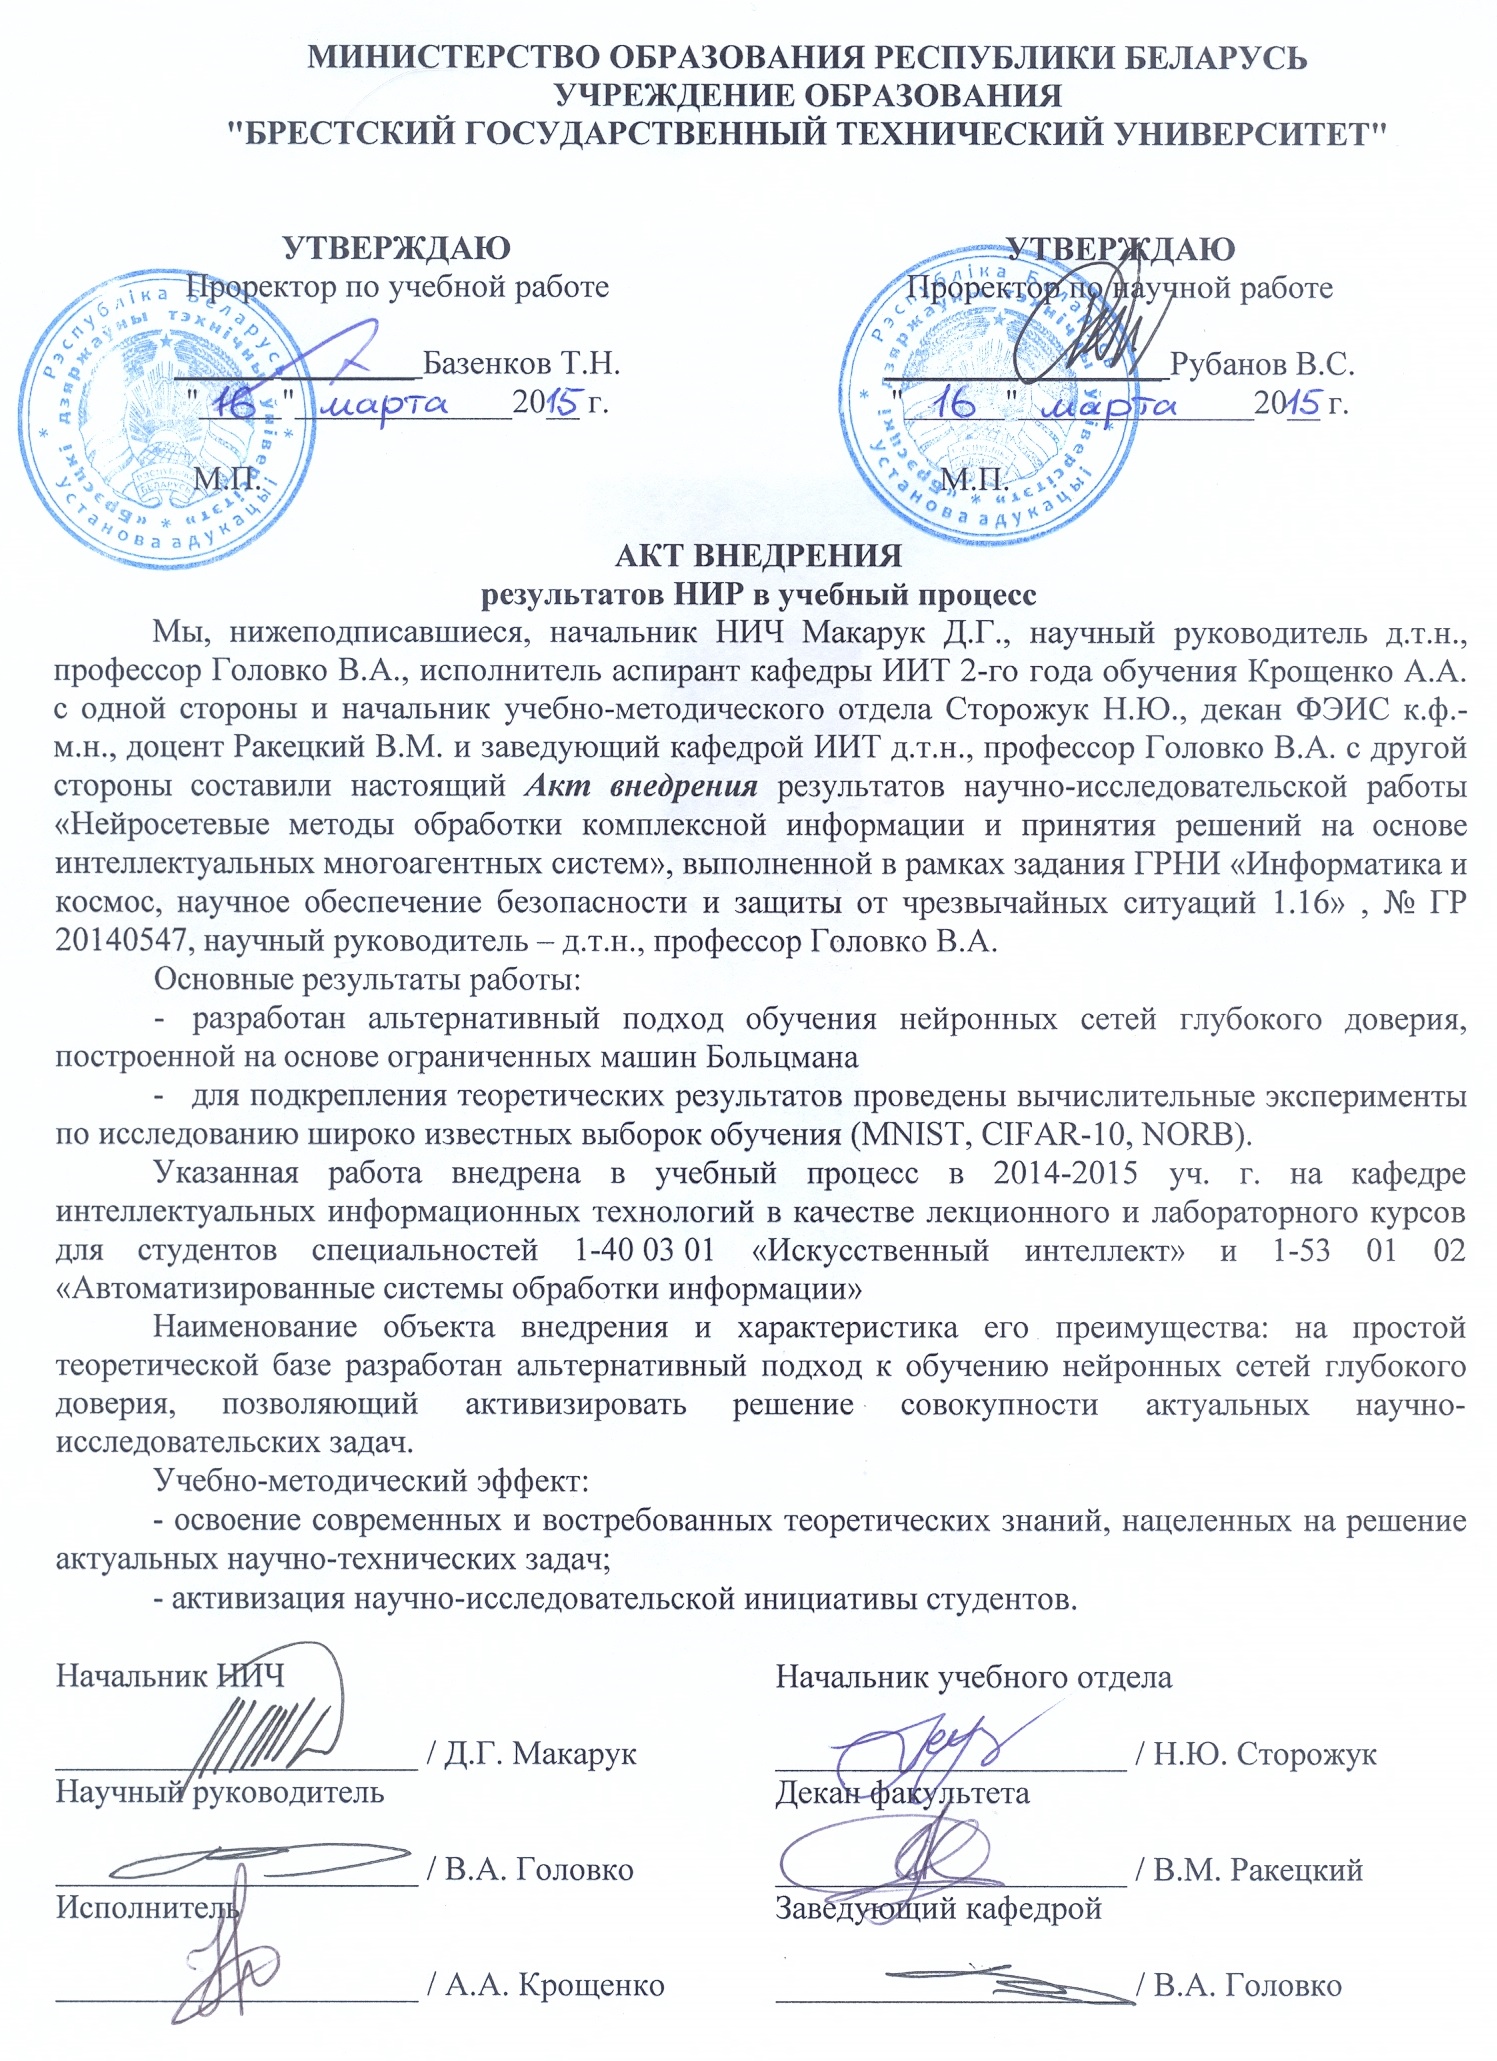 МИНИСТЕРСТВО ОБРАЗОВАНИЯ РЕСПУБЛИКИ БЕЛАРУСЬ
УЧРЕЖДЕНИЕ ОБРАЗОВАНИЯ
"БРЕСТСКИЙ ГОСУДАРСТВЕННЫЙ ТЕХНИЧЕСКИЙ УНИВЕРСИТЕТ"
УТВЕРЖДАЮ
Проректор по учебной работе
Базенков Т.Н.
"16" марта 2015 г.
М.П.
Рэспубліка Беларусь * Установа адукацыі *
«Брэсцкі дзяржаўны тэхнічны ўніверсітэт» *
УТВЕРЖДАЮ
Проректор по научной работе
Рубанов В.С.
"16" марта 2015 г.
М.П.
Рэспубліка Беларусь * Установа адукацыі *
«Брэсцкі дзяржаўны тэхнічны ўніверсітэт» *
АКТ ВНЕДРЕНИЯ
результатов НИР в учебный процесс
Мы, нижеподписавшиеся, начальник НИЧ Макарук Д.Г., научный руководитель д.т.н.,
профессор Головко В.А., исполнитель аспирант кафедры ИИТ 2-го года обучения Крощенко А.А.
с одной стороны и начальник учебно-методического отдела Сторожук Н.Ю., декан ФЭИС к.ф.-
м.н., доцент Ракецкий В.М. и заведующий кафедрой ИИТ д.т.н., профессор Головко В.А. с другой
стороны составили настоящий Акт внедрения результатов научно-исследовательской работы
«Нейросетевые методы обработки комплексной информации и принятия решений на основе
интеллектуальных многоагентных систем», выполненной в рамках задания ГРНИ «Информатика и
космос, научное обеспечение безопасности и защиты от чрезвычайных ситуаций 1.16» , № ГР
20140547, научный руководитель – д.т.н., профессор Головко В.А.
Основные результаты работы:
- разработан альтернативный подход обучения нейронных сетей глубокого доверия,
построенной на основе ограниченных машин Больцмана
- для подкрепления теоретических результатов проведены вычислительные эксперименты
по исследованию широко известных выборок обучения (MNIST, CIFAR-10, NORB).
Указанная работа внедрена в учебный процесс в 2014-2015 уч. г. на кафедре
интеллектуальных информационных технологий в качестве лекционного и лабораторного курсов
для студентов специальностей 1-40 03 01 «Искусственный интеллект» и 1-53 01 02
«Автоматизированные системы обработки информации»
Наименование объекта внедрения и характеристика его преимущества: на простой
теоретической базе разработан альтернативный подход к обучению нейронных сетей глубокого
доверия, позволяющий активизировать решение совокупности актуальных научно-
исследовательских задач.
Учебно-методический эффект:
- освоение современных и востребованных теоретических знаний, нацеленных на решение
актуальных научно-технических задач;
- активизация научно-исследовательской инициативы студентов.
Начальник НИЧ
/ Д.Г. Макарук
Научный руководитель
/ В.А. Головко
Исполнитель
/ А.А. Крощенко
Начальник учебного отдела
/ Н.Ю. Сторожук
Декан факультета
/ В.М. Ракецкий
Заведующий кафедрой
/ В.А. Головко